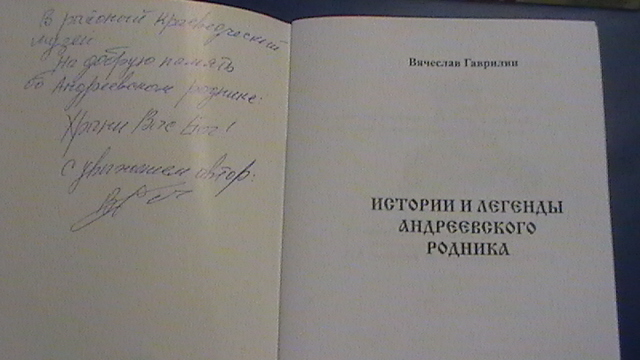 В районый Краеведческий
музей
На добрую память
об Андреевском роднике:
Храни Вас Бог!
С уважением автор:
Вячеслав Гаврилин
ИСТОРИИ И ЛЕГЕНДЫ
АНДРЕЕВСКОГО
РОДНИКА